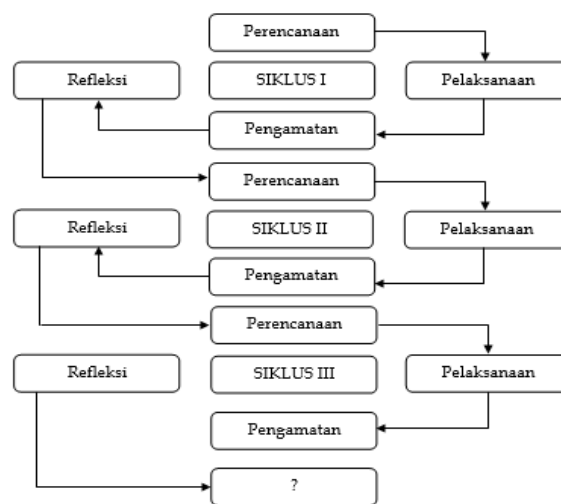 Perencanaan
Refleksi
SIKLUS I
Pelaksanaan
Pengamatan
Perencanaan
Refleksi
SIKLUS II
Pelaksanaan
Pengamatan
Perencanaan
Refleksi
SIKLUS III
Pelaksanaan
Pengamatan
?